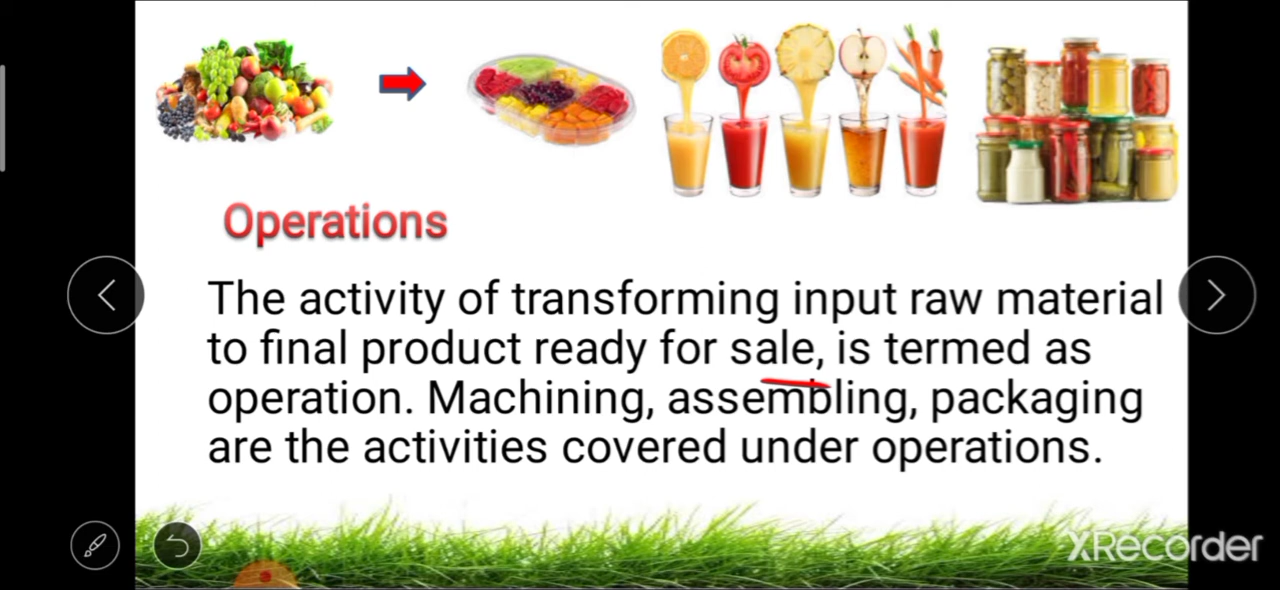 Operations
The activity of transforming input raw material
to final product ready for sale, is termed as
operation. Machining, assembling, packaging
are the activities covered under operations.
XRecorder